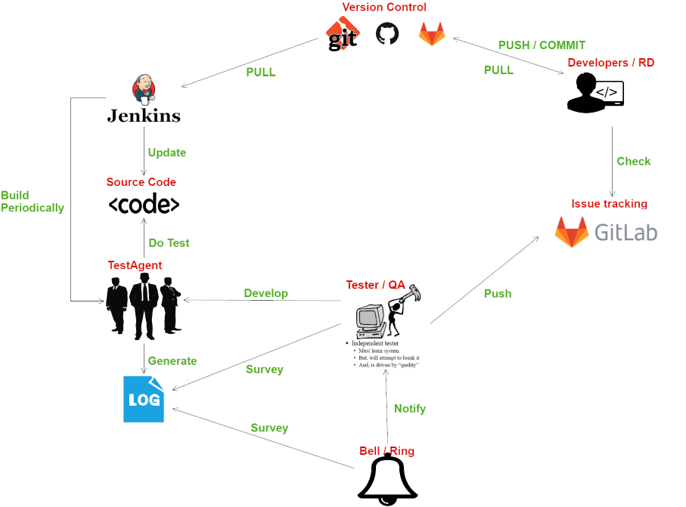 Version Control
git
PUSH / COMMIT
PULL
PULL
Developers / RD
</>
Jenkins
Update
Check
Build
Periodically
Source Code
<code>
Issue tracking
GitLab
Do Test
TestAgent
Develop
Tester / QA
Push
• Independent tester
• Must learn system
• But, will attempt to break it
• And, is driven by "quality"
Generate
Survey
LOG
Notify
Survey
Bell / Ring